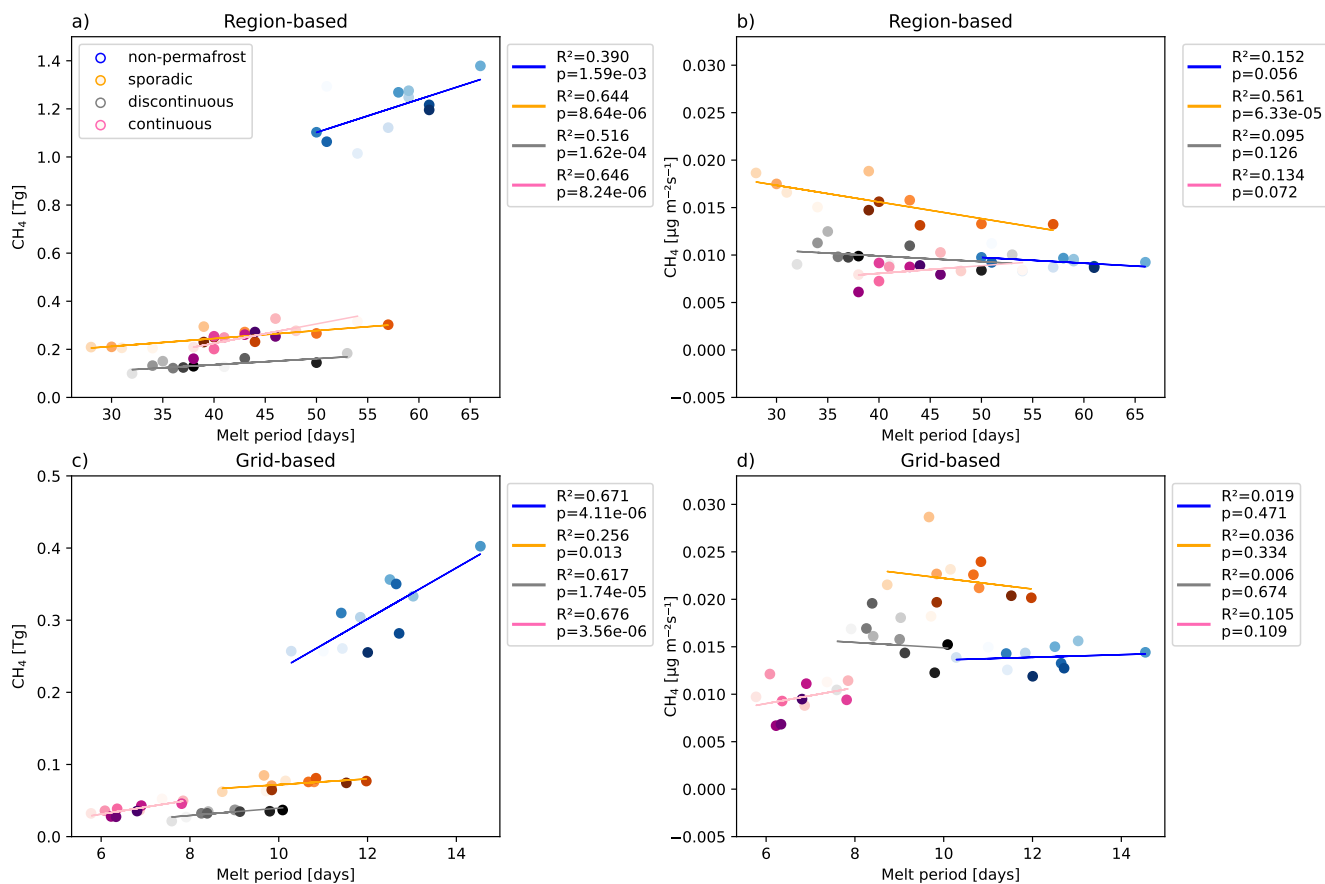 a) Region-based
non-permafrost
sporadic
discontinuous
continuous
R²=0.390
p=1.59e-03
R²=0.644
p=8.64e-06
R²=0.516
p=1.62e-04
R²=0.646
p=8.24e-06
CH₄ [Tg]
1.4
1.2
1.0
0.8
0.6
0.4
0.2
0.0
30 35 40 45 50 55 60 65
Melt period [days]
b) Region-based
R²=0.152
p=0.056
R²=0.561
p=6.33e-05
R²=0.095
p=0.126
R²=0.134
p=0.072
CH₄ [µg m⁻²s⁻¹]
0.030
0.025
0.020
0.015
0.010
0.005
0.000
−0.005
30 35 40 45 50 55 60 65
Melt period [days]
c) Grid-based
R²=0.671
p=4.11e-06
R²=0.256
p=0.013
R²=0.617
p=1.74e-05
R²=0.676
p=3.56e-06
CH₄ [Tg]
0.5
0.4
0.3
0.2
0.1
0.0
6 8 10 12 14
Melt period [days]
d) Grid-based
R²=0.019
p=0.471
R²=0.036
p=0.334
R²=0.006
p=0.674
R²=0.105
p=0.109
CH₄ [µg m⁻²s⁻¹]
0.030
0.025
0.020
0.015
0.010
0.005
0.000
−0.005
6 8 10 12 14
Melt period [days]